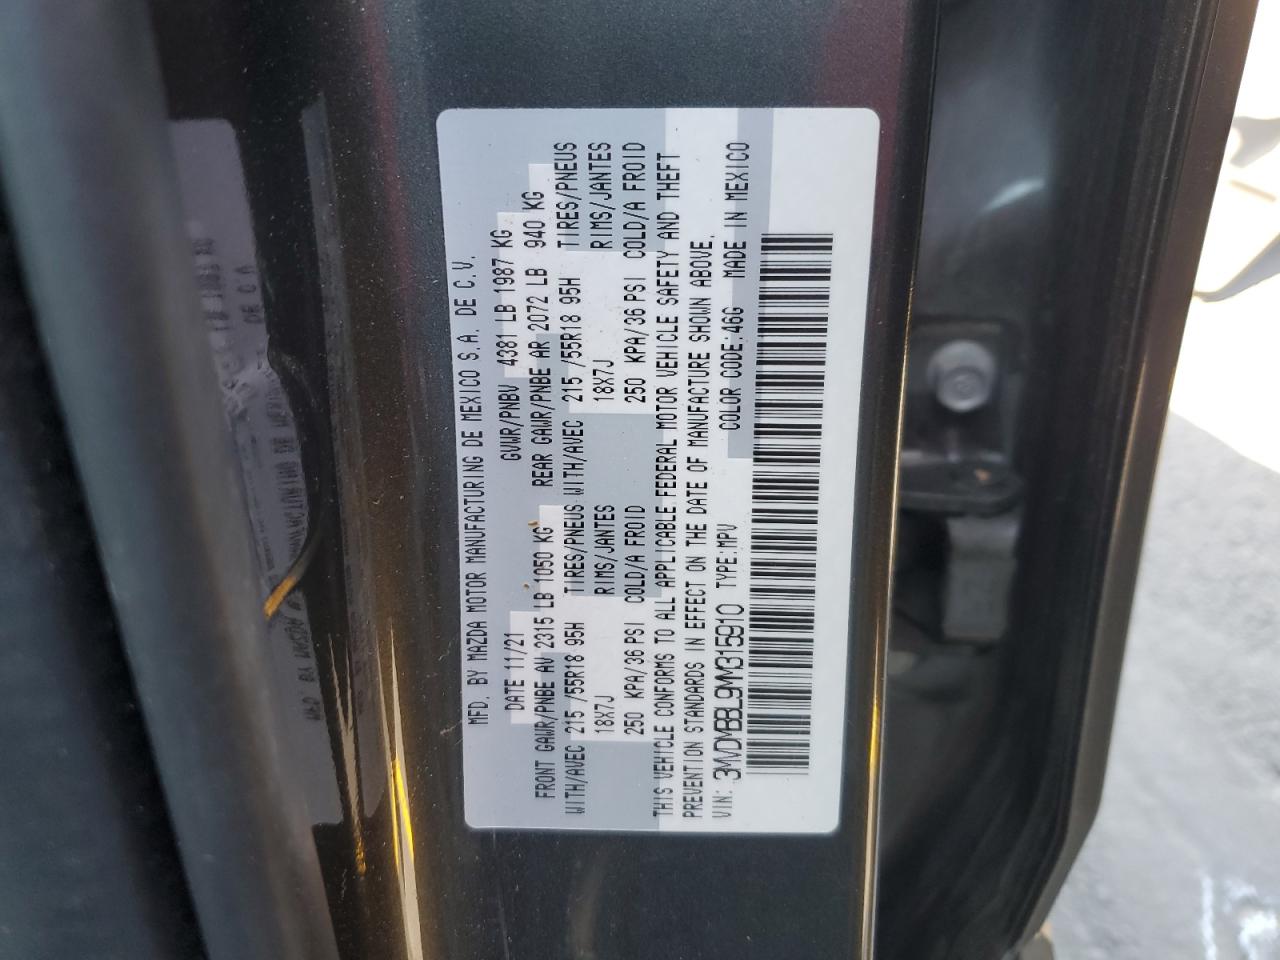 MFD. BY MAZDA MOTOR MANUFACTURING DE MEXICO S.A. DE C.V.
DATE 11/21 GVWR/PNBV 4381 LB 1987 KG
FRONT GAWR/PNBE AV 2315 LB 1050 KG REAR GAWR/PNBE AR 2072 LB 940 KG
WITH/AVEC 215 /55R18 95H TIRES/PNEUS WITH/AVEC 215 /55R18 95H TIRES/PNEUS
18X7J RIMS/JANTES 18X7J RIMS/JANTES
250 KPA/36 PSI COLD/A FROID 250 KPA/36 PSI COLD/A FROID
THIS VEHICLE CONFORMS TO ALL APPLICABLE FEDERAL MOTOR VEHICLE SAFETY AND THEFT
PREVENTION STANDARDS IN EFFECT ON THE DATE OF MANUFACTURE SHOWN ABOVE.
VIN: 3MVDMBBL9MM315910 TYPE:MPV COLOR CODE:46G MADE IN MEXICO